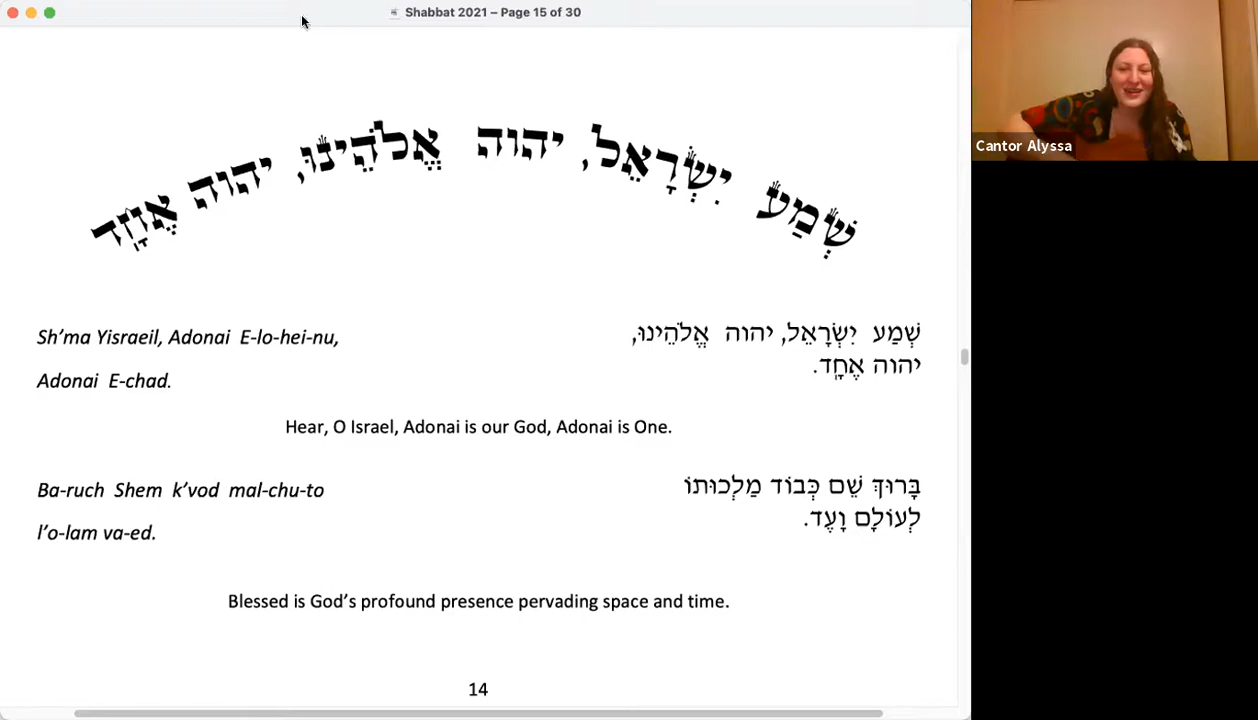 Shabbat 2021 – Page 15 of 30
שְׁמַע יִשְׂרָאֵל, יהוה אֱלֹהֵינוּ, יהוה אֶחָד
Cantor Alyssa
Sh’ma Yisraeil, Adonai E-lo-hei-nu,
Adonai E-chad.
שְׁמַע יִשְׂרָאֵל, יהוה אֱלֹהֵינוּ,
יהוה אֶחָֽד.
Hear, O Israel, Adonai is our God, Adonai is One.
Ba-ruch Shem k’vod mal-chu-to
l’o-lam va-ed.
בָּרוּךְ שֵׁם כְּבוֹד מַלְכוּתוֹ
לְעוֹלָם וָעֶד.
Blessed is God’s profound presence pervading space and time.
14